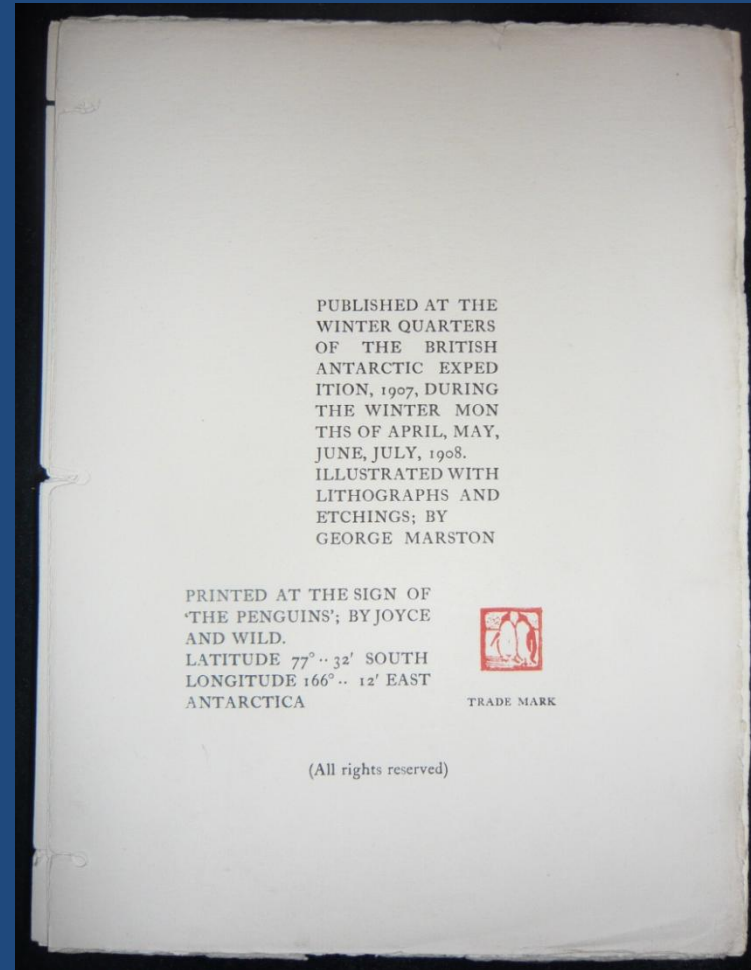 PUBLISHED AT THE
WINTER QUARTERS
OF THE BRITISH
ANTARCTIC EXPED
ITION, 1907, DURING
THE WINTER MON
THS OF APRIL, MAY,
JUNE, JULY, 1908.
ILLUSTRATED WITH
LITHOGRAPHS AND
ETCHINGS; BY
GEORGE MARSTON
PRINTED AT THE SIGN OF
‘THE PENGUINS’; BY JOYCE
AND WILD.
LATITUDE 77° ·· 32′ SOUTH
LONGITUDE 166° ·· 12′ EAST
ANTARCTICA
TRADE MARK
(All rights reserved)